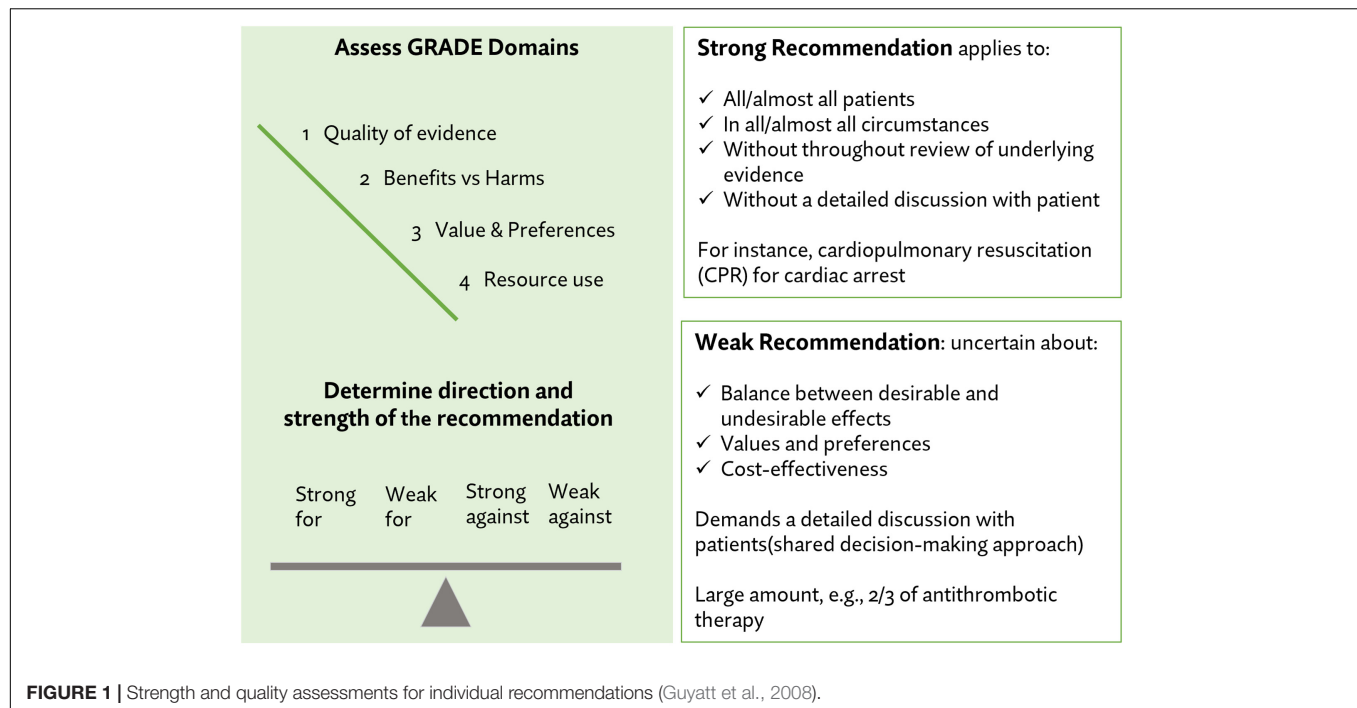 Assess GRADE Domains
1 Quality of evidence
2 Benefits vs Harms
3 Value & Preferences
4 Resource use
Determine direction and
strength of the recommendation
Strong for
Weak for
Strong against
Weak against
Strong Recommendation applies to:
✓ All/almost all patients
✓ In all/almost all circumstances
✓ Without throughout review of underlying
evidence
✓ Without a detailed discussion with patient
For instance, cardiopulmonary resuscitation
(CPR) for cardiac arrest
Weak Recommendation: uncertain about:
✓ Balance between desirable and
undesirable effects
✓ Values and preferences
✓ Cost-effectiveness
Demands a detailed discussion with
patients(shared decision-making approach)
Large amount, e.g., 2/3 of antithrombotic
therapy
FIGURE 1 | Strength and quality assessments for individual recommendations (Guyatt et al., 2008).